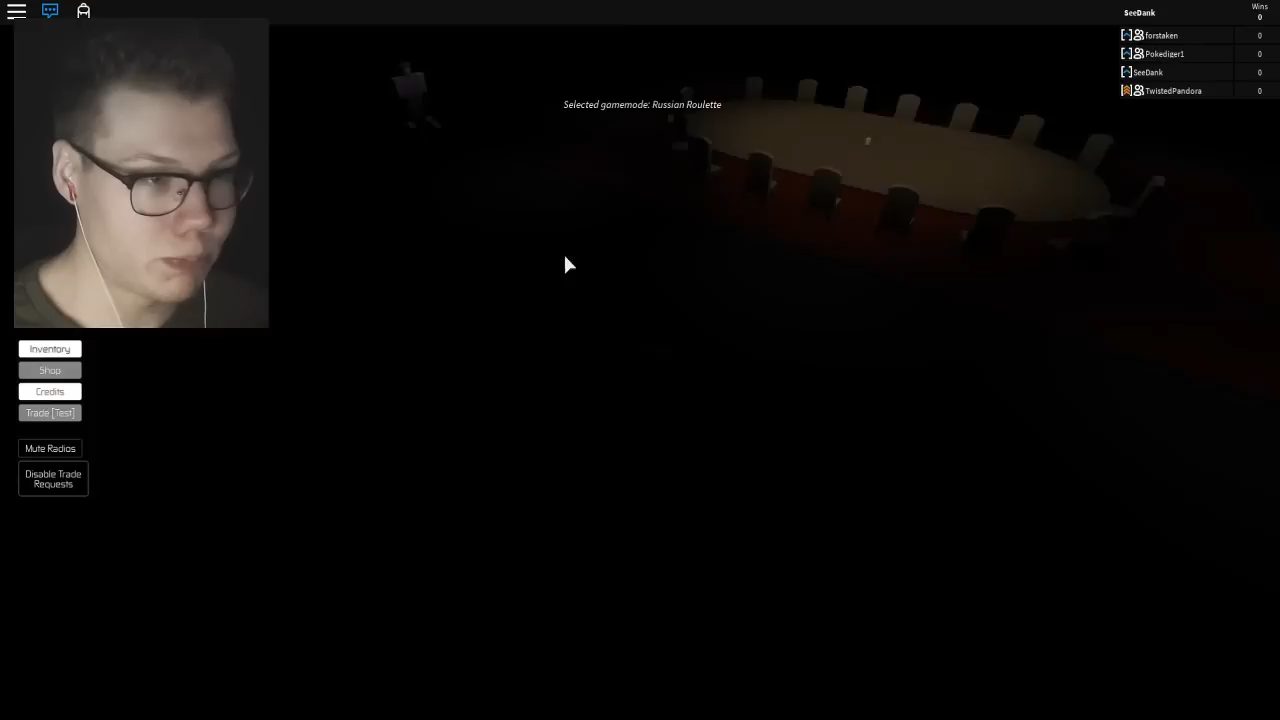 SeeDank
Wins
0
forstaken 0
Pokediger1 0
SeeDank 0
TwistedPandora 0
Selected gamemode: Russian Roulette
Inventory
Shop
Credits
Trade [Test]
Mute Radios
Disable Trade
Requests